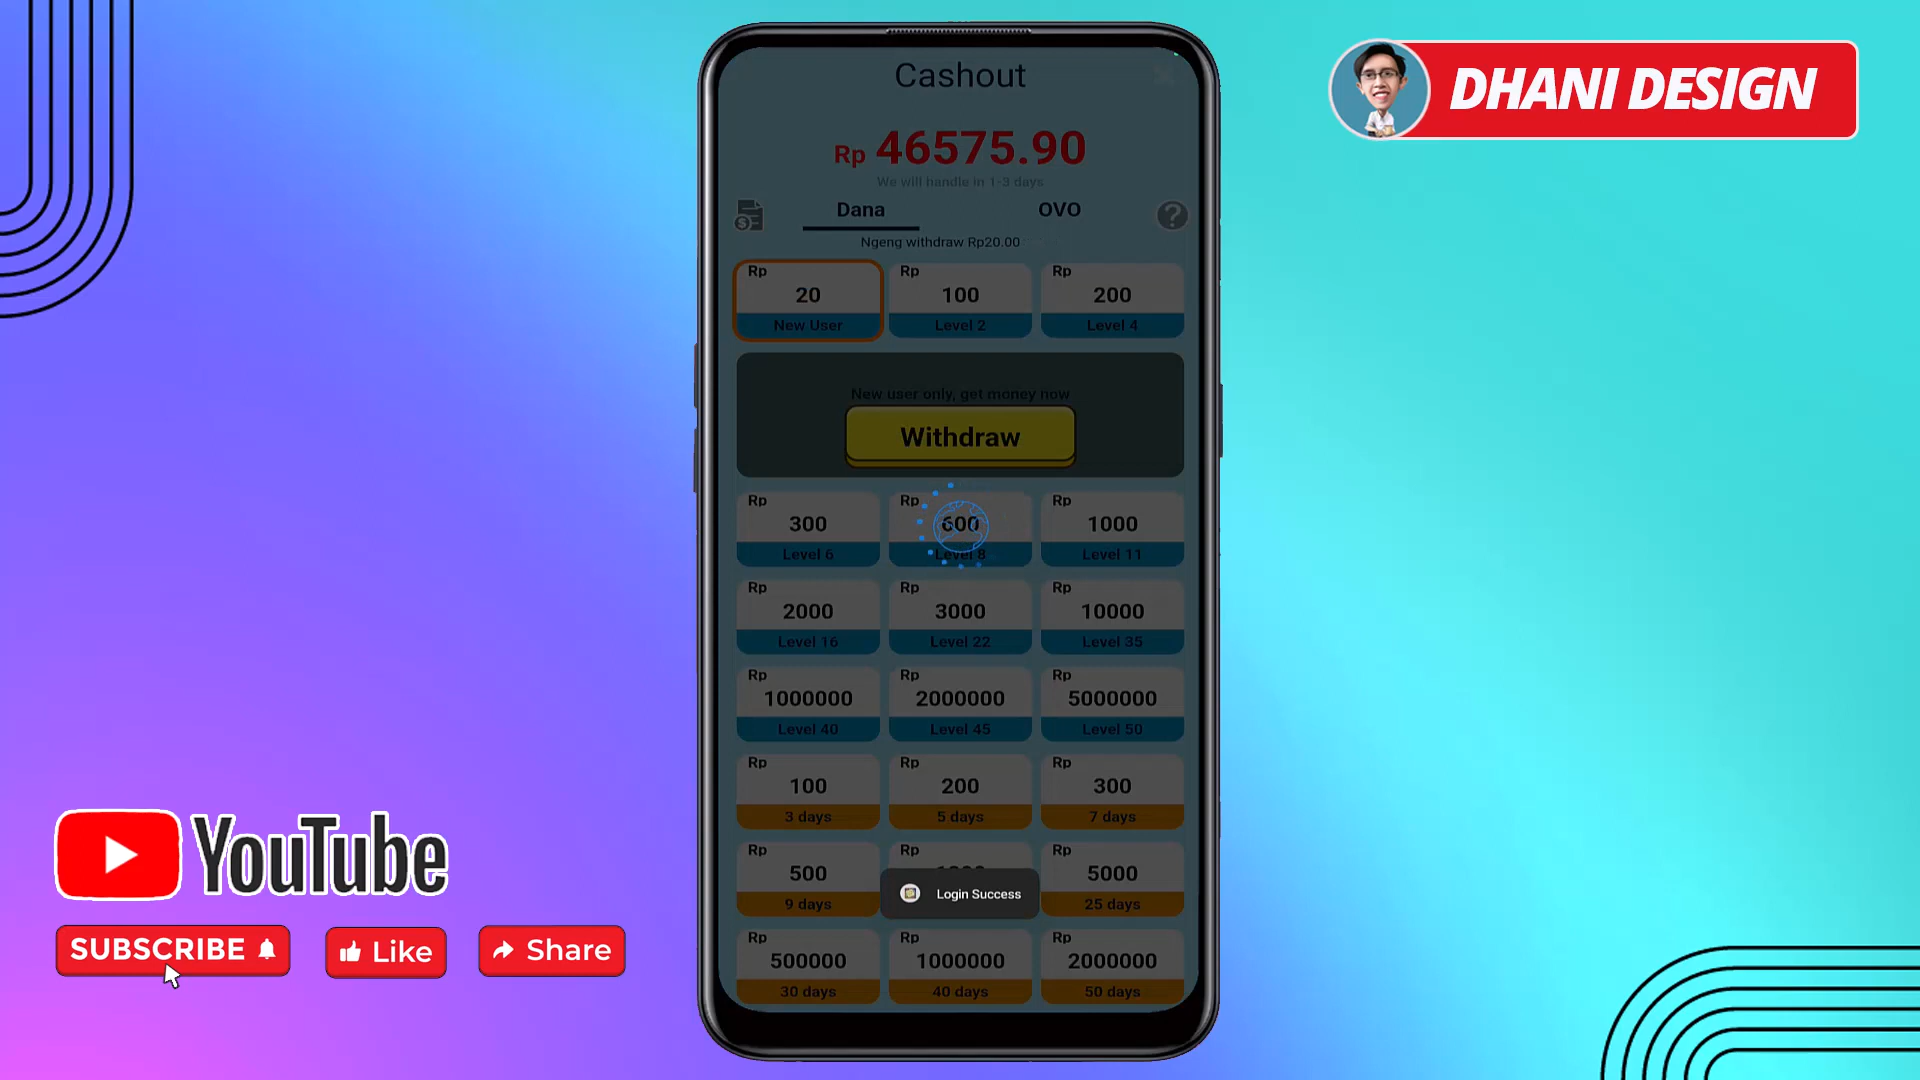 Cashout
DHANI DESIGN
Rp 46575.90
We will handle in 1-3 days
Dana OVO
Ngeng withdraw Rp20.00
Rp Rp Rp
20 100 200
New User Level 2 Level 4
New user only, get money now
Withdraw
Rp Rp Rp
300 600 1000
Level 6 Level 8 Level 11
Rp Rp Rp
2000 3000 10000
Level 16 Level 22 Level 35
Rp Rp Rp
1000000 2000000 5000000
Level 40 Level 45 Level 50
Rp Rp Rp
100 200 300
3 days 5 days 7 days
Rp Rp Rp
500 5000
9 days 25 days
Login Success
Rp Rp Rp
500000 1000000 2000000
30 days 40 days 50 days
YouTube
SUBSCRIBE Like Share